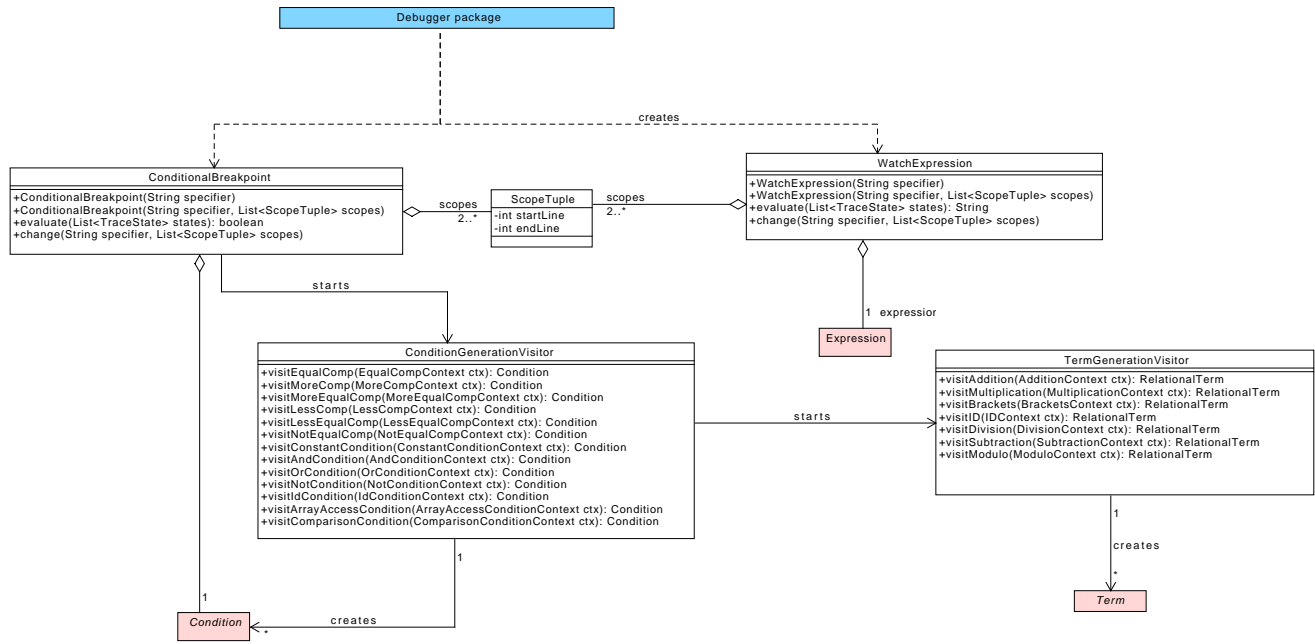 Debugger package
creates
ConditionalBreakpoint
+ConditionalBreakpoint(String specifier)
+ConditionalBreakpoint(String specifier, List<ScopeTuple> scopes)
+evaluate(List<TraceState> states): boolean
+change(String specifier, List<ScopeTuple> scopes)
scopes
2..*
ScopeTuple
-int startLine
-int endLine
scopes
2..*
WatchExpression
+WatchExpression(String specifier)
+WatchExpression(String specifier, List<ScopeTuple> scopes)
+evaluate(List<TraceState> states): String
+change(String specifier, List<ScopeTuple> scopes)
starts
1 expression
Expression
ConditionGenerationVisitor
+visitEqualComp(EqualCompContext ctx): Condition
+visitMoreComp(MoreCompContext ctx): Condition
+visitMoreEqualComp(MoreEqualCompContext ctx): Condition
+visitLessComp(LessCompContext ctx): Condition
+visitLessEqualComp(LessEqualCompContext ctx): Condition
+visitNotEqualComp(NotEqualCompContext ctx): Condition
+visitConstantCondition(ConstantConditionContext ctx): Condition
+visitAndCondition(AndConditionContext ctx): Condition
+visitOrCondition(OrConditionContext ctx): Condition
+visitNotCondition(NotConditionContext ctx): Condition
+visitIdCondition(IdConditionContext ctx): Condition
+visitArrayAccessCondition(ArrayAccessConditionContext ctx): Condition
+visitComparisonCondition(ComparisonConditionContext ctx): Condition
starts
TermGenerationVisitor
+visitAddition(AdditionContext ctx): RelationalTerm
+visitMultiplication(MultiplicationContext ctx): RelationalTerm
+visitBrackets(BracketsContext ctx): RelationalTerm
+visitID(IDContext ctx): RelationalTerm
+visitDivision(DivisionContext ctx): RelationalTerm
+visitSubtraction(SubtractionContext ctx): RelationalTerm
+visitModulo(ModuloContext ctx): RelationalTerm
1
creates
*
Term
1
1
creates
*
Condition